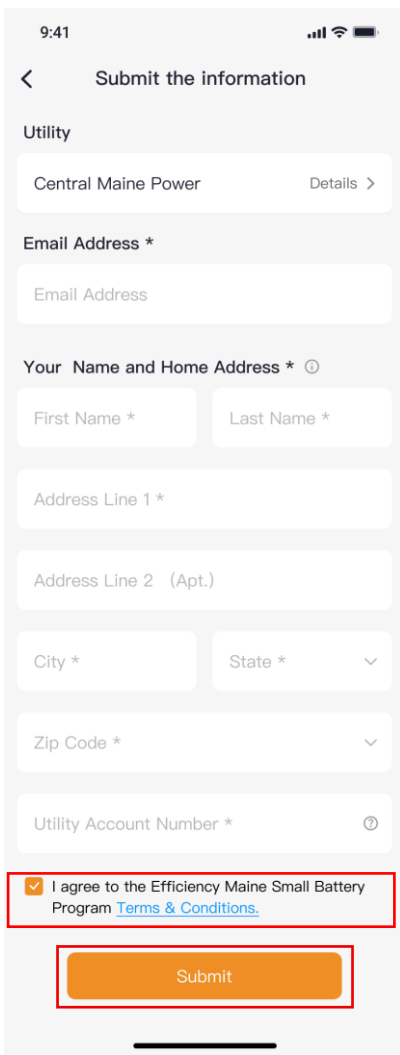 9:41
Submit the information
Utility
Central Maine Power Details
Email Address *
Email Address
Your Name and Home Address *
First Name * Last Name *
Address Line 1 *
Address Line 2 (Apt.)
City * State *
Zip Code *
Utility Account Number *
I agree to the Efficiency Maine Small Battery
Program Terms & Conditions.
Submit